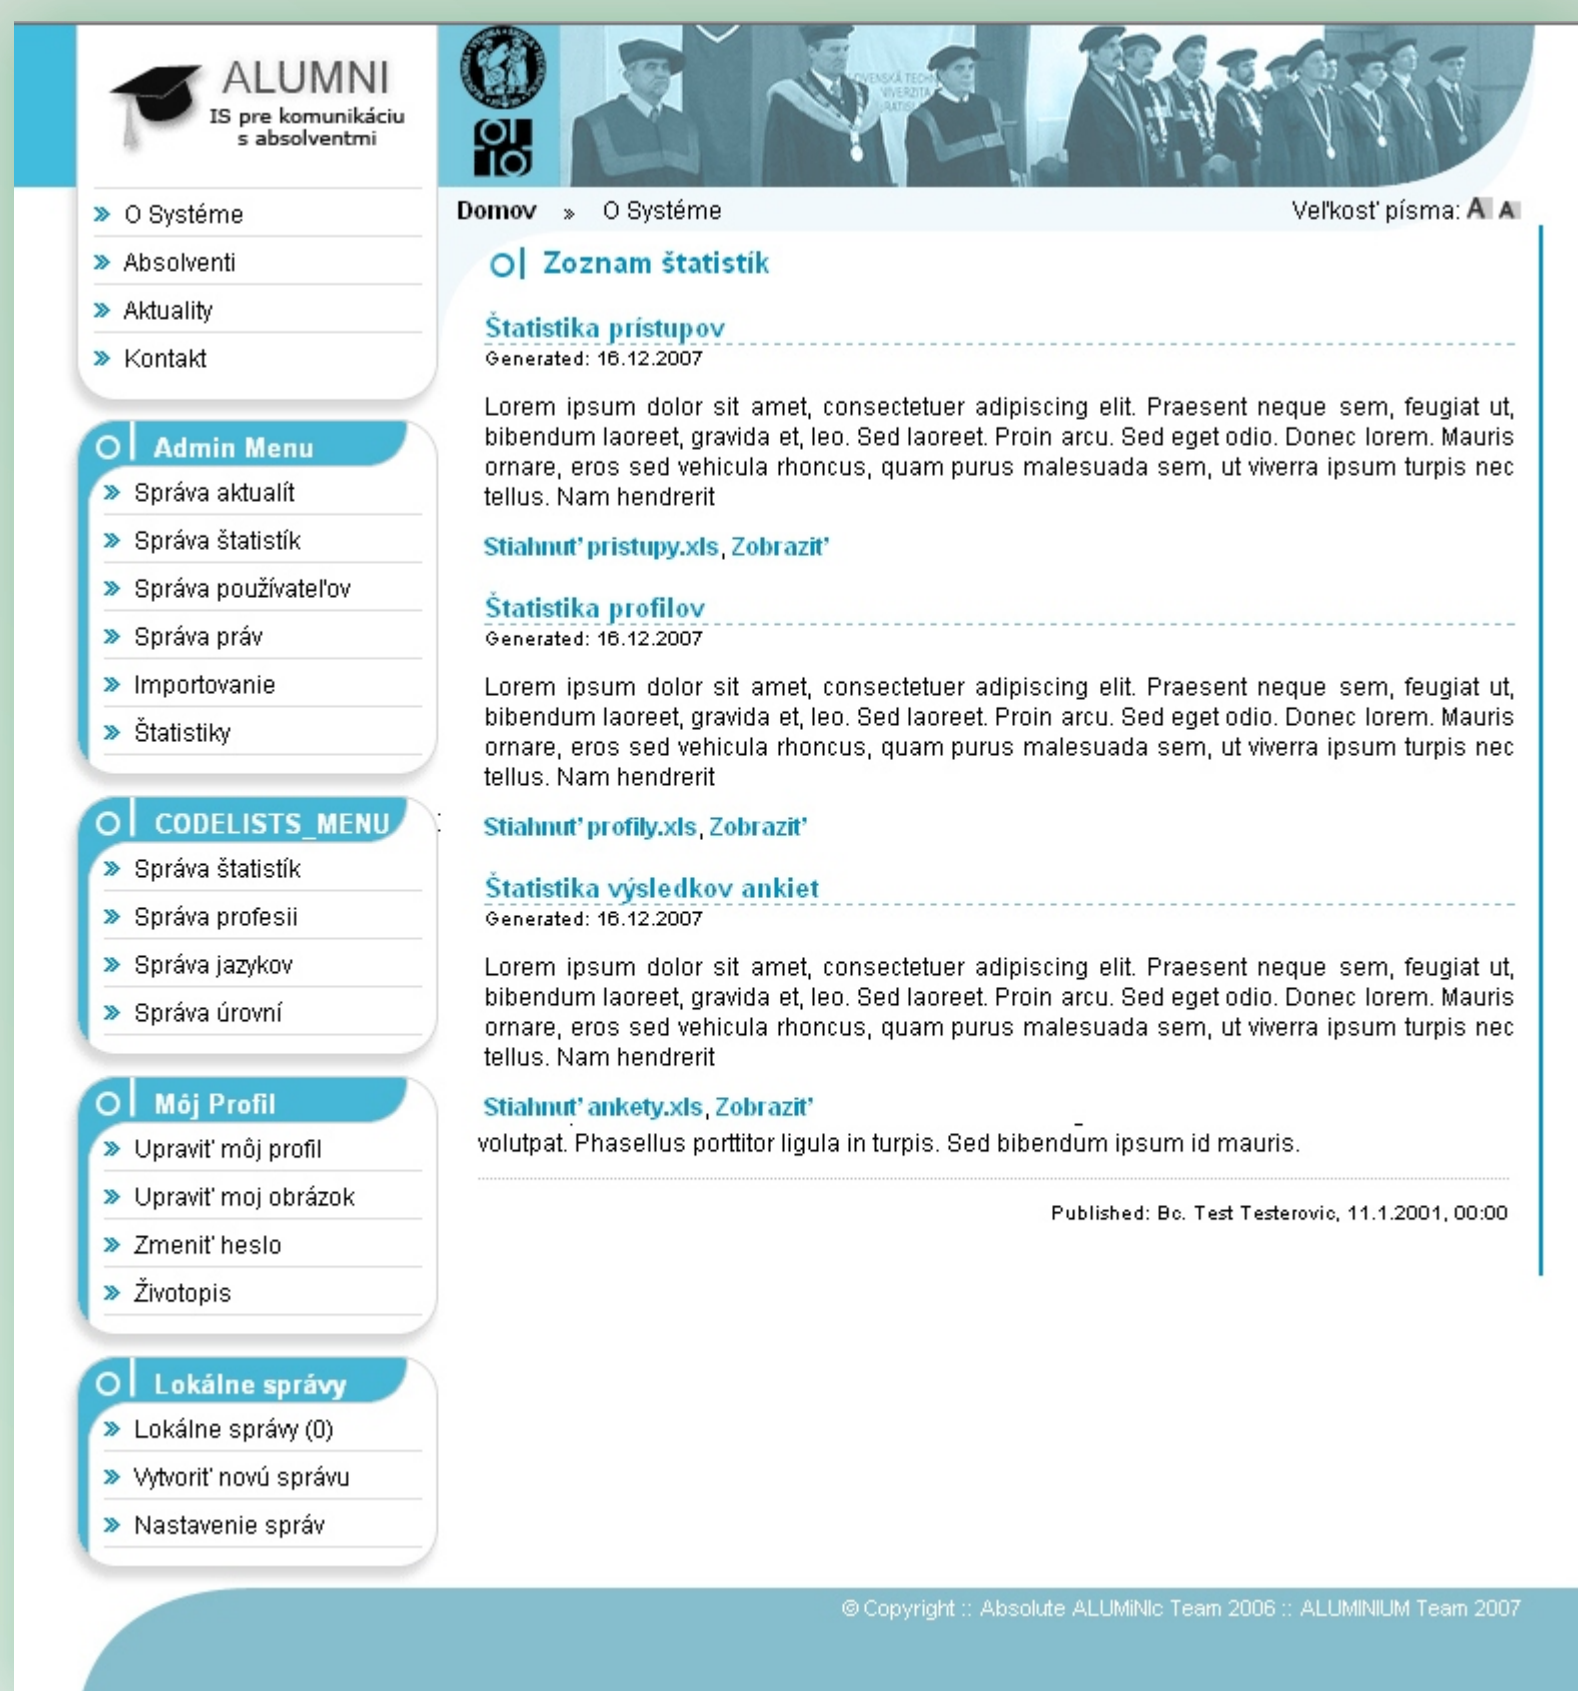 ALUMNI
IS pre komunikáciu
s absolventmi
O Systéme
Absolventi
Aktuality
Kontakt
Admin Menu
Správa aktualít
Správa štatistík
Správa používateľov
Správa práv
Importovanie
Štatistiky
CODELISTS_MENU
Správa štatistík
Správa profesii
Správa jazykov
Správa úrovní
Môj Profil
Upraviť môj profil
Upraviť moj obrázok
Zmeniť heslo
Životopis
Lokálne správy
Lokálne správy (0)
Vytvoriť novú správu
Nastavenie správ
Domov » O Systéme
Veľkosť písma: A A
Zoznam štatistík
Štatistika prístupov
Generated: 16.12.2007
Lorem ipsum dolor sit amet, consectetuer adipiscing elit. Praesent neque sem, feugiat ut,
bibendum laoreet, gravida et, leo. Sed laoreet. Proin arcu. Sed eget odio. Donec lorem. Mauris
ornare, eros sed vehicula rhoncus, quam purus malesuada sem, ut viverra ipsum turpis nec
tellus. Nam hendrerit
Stiahnuť pristupy.xls, Zobraziť
Štatistika profilov
Generated: 16.12.2007
Lorem ipsum dolor sit amet, consectetuer adipiscing elit. Praesent neque sem, feugiat ut,
bibendum laoreet, gravida et, leo. Sed laoreet. Proin arcu. Sed eget odio. Donec lorem. Mauris
ornare, eros sed vehicula rhoncus, quam purus malesuada sem, ut viverra ipsum turpis nec
tellus. Nam hendrerit
Stiahnuť profily.xls, Zobraziť
Štatistika výsledkov ankiet
Generated: 16.12.2007
Lorem ipsum dolor sit amet, consectetuer adipiscing elit. Praesent neque sem, feugiat ut,
bibendum laoreet, gravida et, leo. Sed laoreet. Proin arcu. Sed eget odio. Donec lorem. Mauris
ornare, eros sed vehicula rhoncus, quam purus malesuada sem, ut viverra ipsum turpis nec
tellus. Nam hendrerit
Stiahnuť ankety.xls, Zobraziť
volutpat. Phasellus porttitor ligula in turpis. Sed bibendum ipsum id mauris.
Published: Bc. Test Testerovic, 11.1.2001, 00:00
© Copyright :: Absolute ALUMiNIc Team 2006 :: ALUMINIUM Team 2007